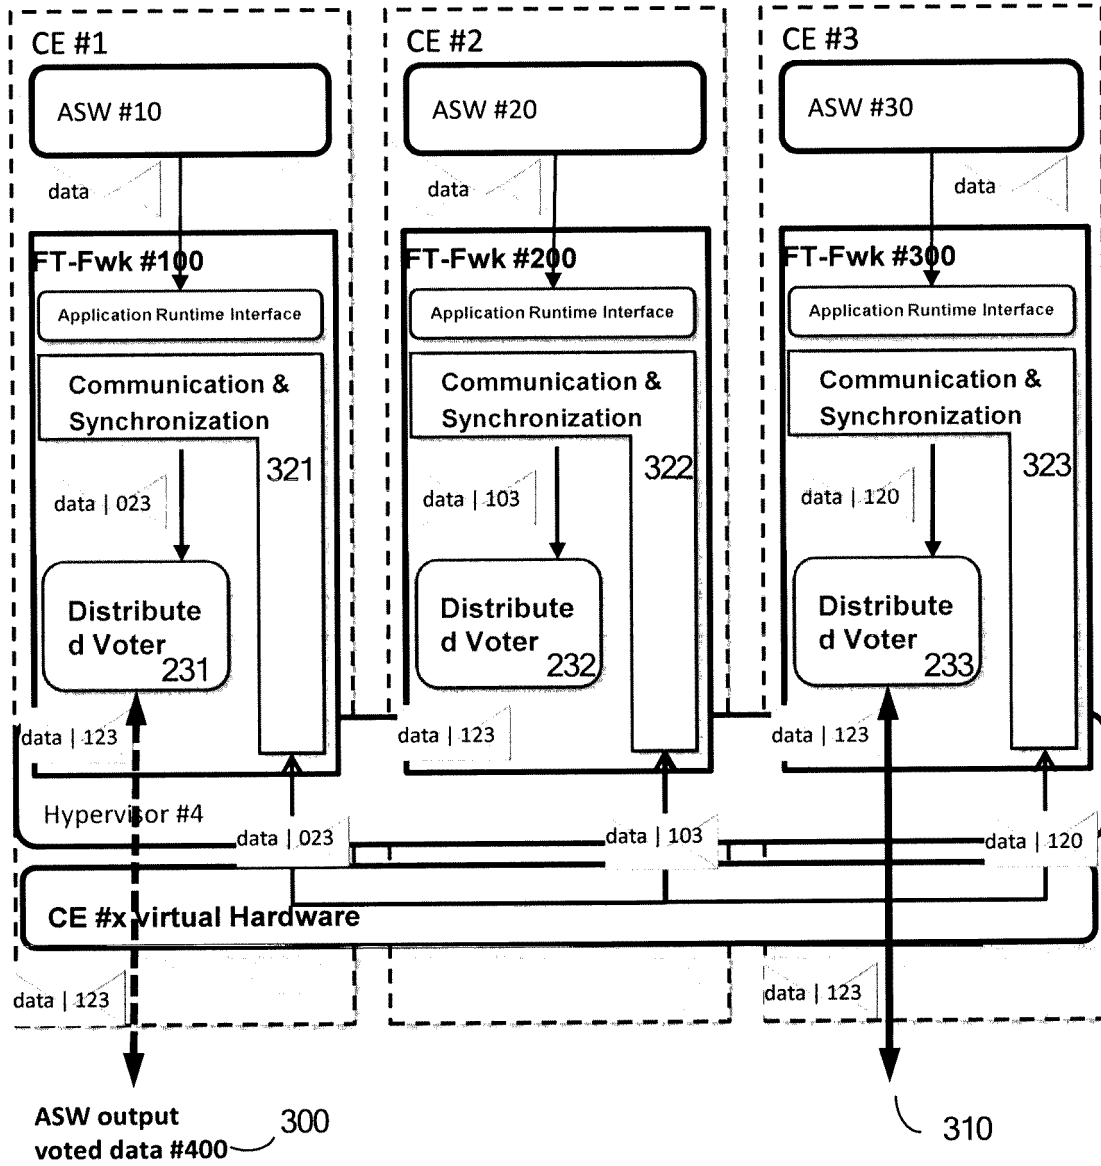 CE #1
CE #2
CE #3
ASW #10
ASW #20
ASW #30
data
data
data
FT-Fwk #100
FT-Fwk #200
FT-Fwk #300
Application Runtime Interface
Application Runtime Interface
Application Runtime Interface
Communication &
Synchronization
Communication &
Synchronization
Communication &
Synchronization
321
322
323
data | 023
data | 103
data | 120
Distribute
d Voter
231
Distribute
d Voter
232
Distribute
d Voter
233
data | 123
data | 123
data | 123
Hypervisor #4
data | 023
data | 103
data | 120
CE #x virtual Hardware
data | 123
data | 123
ASW output
voted data #400
300
310